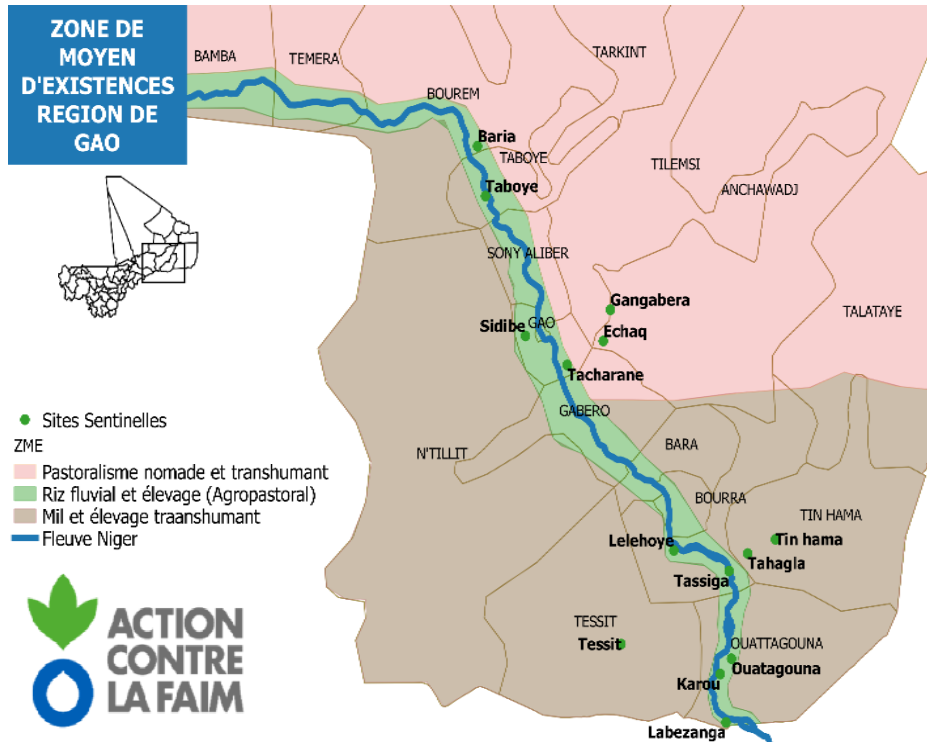 ZONE DE
MOYEN
D'EXISTENCES
REGION DE
GAO
BAMBA
TEMERA
TARKINT
BOUREM
Baria
TABOYE
TILEMSI
ANCHAWADJ
Taboye
SONY ALIBER
Gangabera
TALATAYE
Sidibe
GAO
Echaq
Tacharane
GABERO
N'TILLIT
BARA
BOURRA
TIN HAMA
Lelehoye
Tin hama
Tahagla
Tassiga
TESSIT
Tessit
OUATTAGOUNA
Ouatagouna
Karou
Labezanga
Sites Sentinelles
ZME
Pastoralisme nomade et transhumant
Riz fluvial et élevage (Agropastoral)
Mil et élevage traanshumant
Fleuve Niger
ACTION
CONTRE
LA FAIM